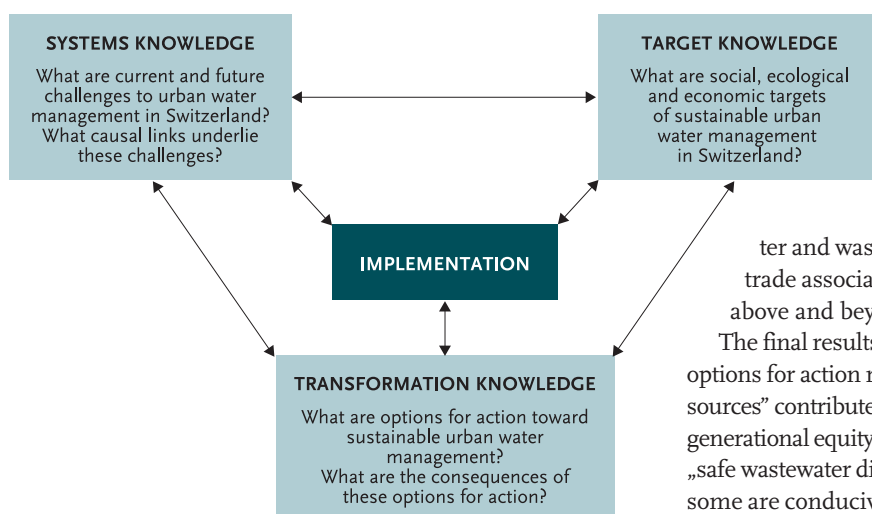 SYSTEMS KNOWLEDGE
What are current and future
challenges to urban water
management in Switzerland?
What causal links underlie
these challenges?
TARGET KNOWLEDGE
What are social, ecological
and economic targets
of sustainable urban
water management
in Switzerland?
IMPLEMENTATION
TRANSFORMATION KNOWLEDGE
What are options for action toward
sustainable urban water
management?
What are the consequences of
these options for action?
ter and was
trade associa
above and bey
The final results
options for action r
sources” contribute
generational equity
„safe wastewater di
some are conduciv